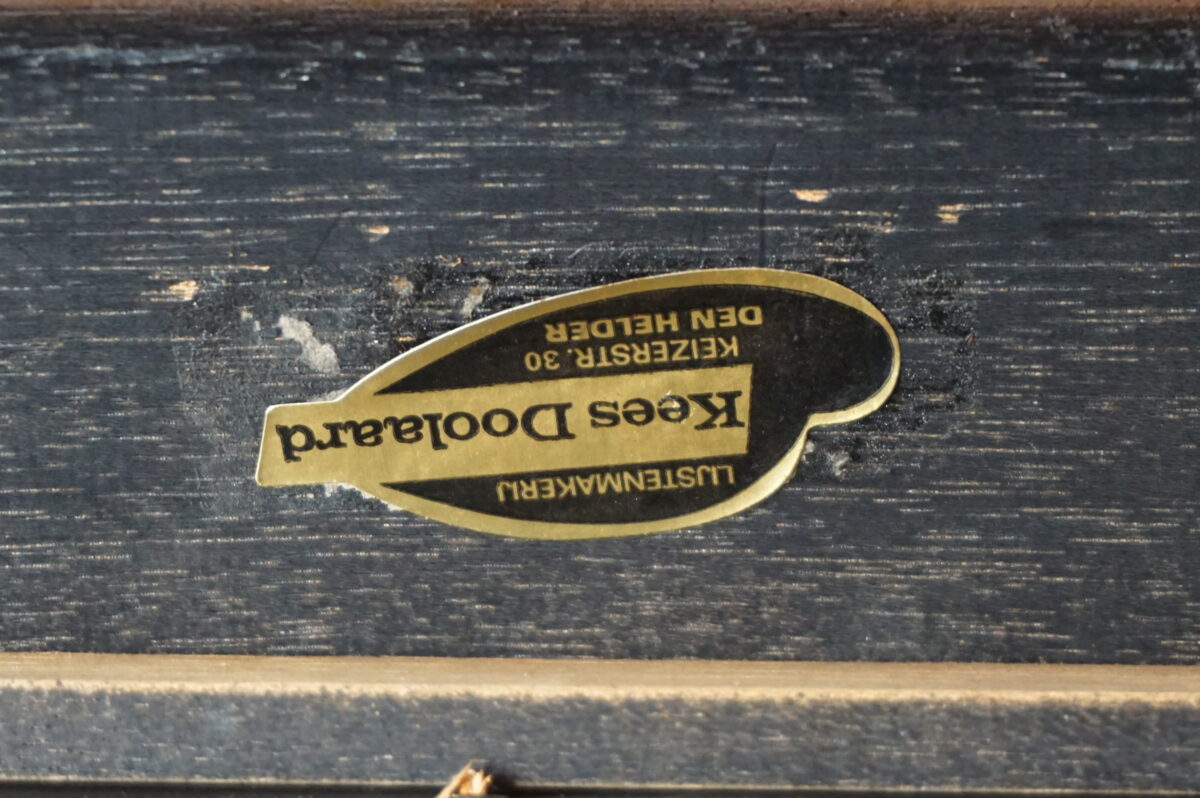 LIJSTENMAKERIJ
Kees Doolaard
KEIZERSTR. 30
DEN HELDER